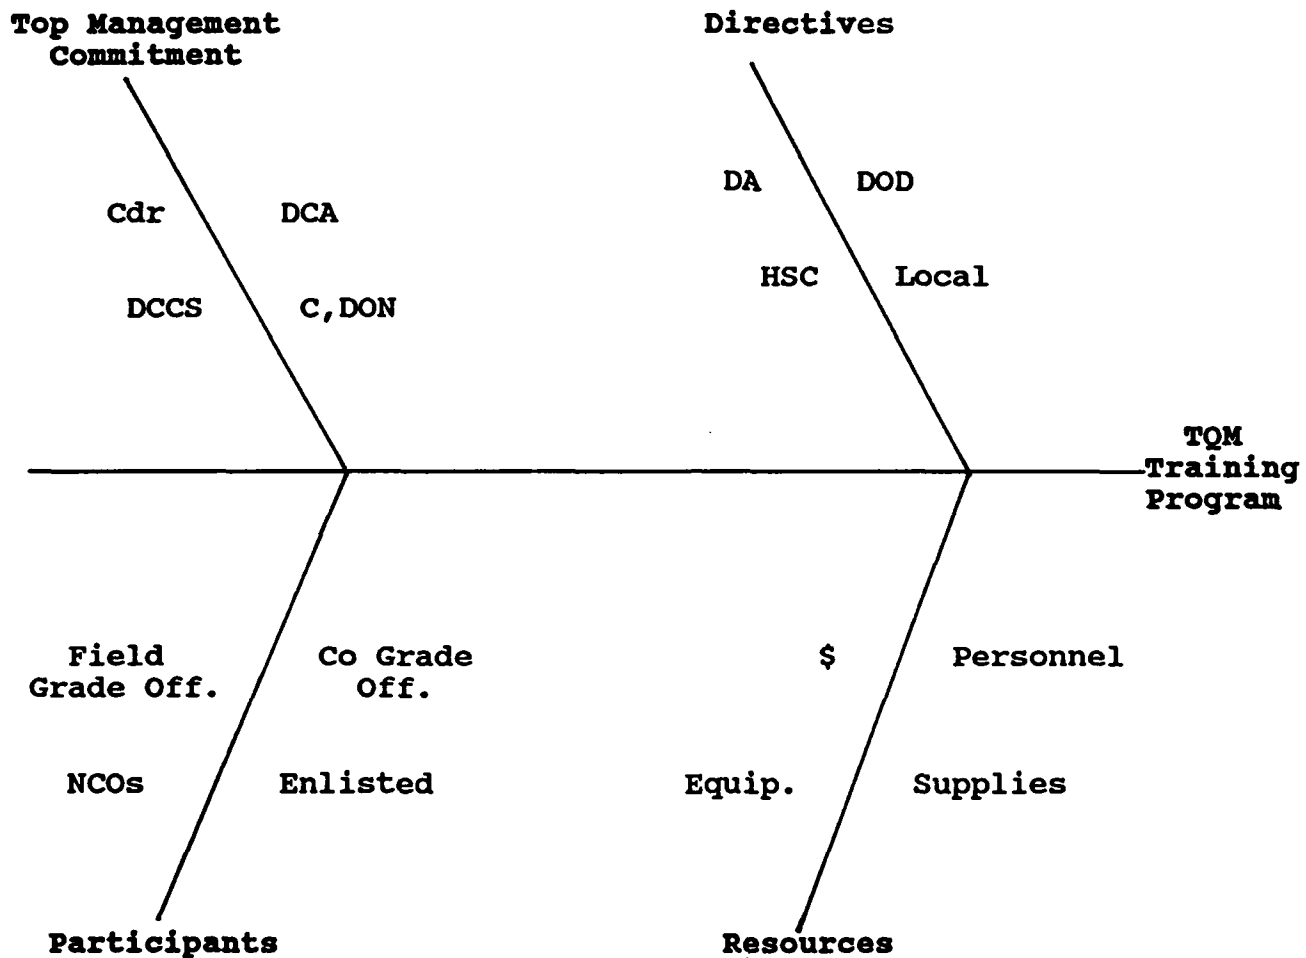 Top Management
Commitment
Directives
Cdr
DCA
DCCS
C,DON
DA
DOD
HSC
Local
TQM
Training
Program
Field
Grade Off.
Co Grade
Off.
NCOs
Enlisted
$
Personnel
Equip.
Supplies
Participants
Resources